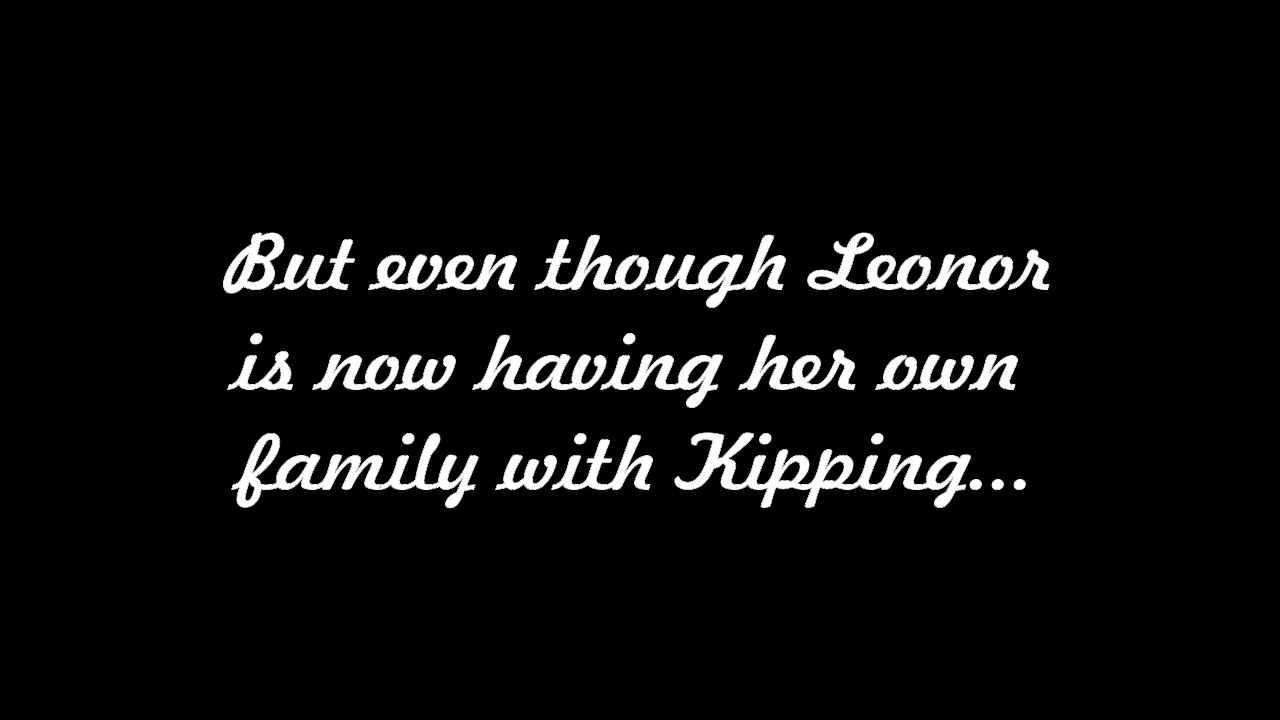 But even though Leonor
is now having her own
family with Kipping...